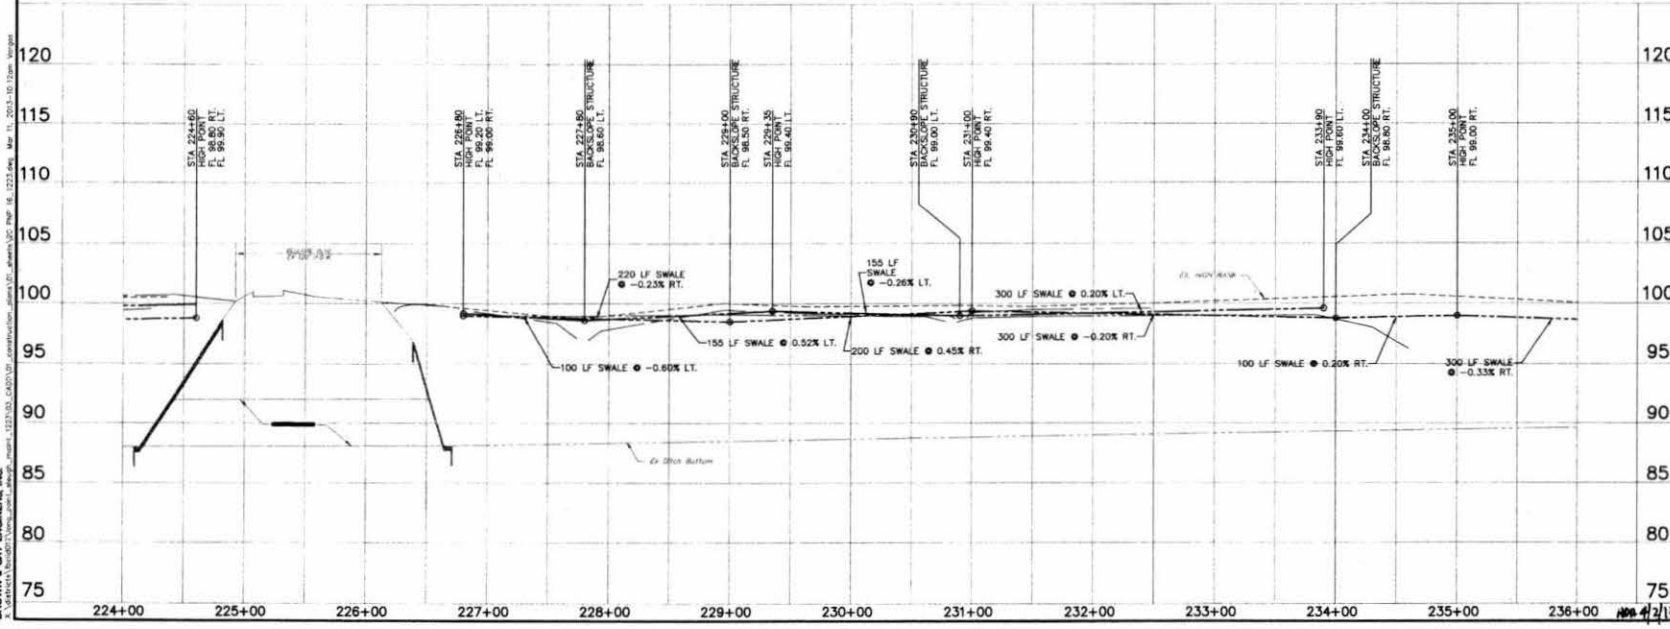 120
115
110
105
100
95
90
85
80
75
120
115
110
105
100
95
90
85
80
75
STA 224+60
HIGH POINT
FL 98.80 RT.
FL 99.90 LT.
STA 226+80
HIGH POINT
FL 99.20 LT.
FL 99.00 RT.
STA 227+80
BACKSLOPE STRUCTURE
FL 98.60 LT.
STA 229+00
BACKSLOPE STRUCTURE
FL 98.50 RT.
STA 229+35
HIGH POINT
FL 99.40 LT.
STA 230+90
BACKSLOPE STRUCTURE
FL 99.00 LT.
STA 231+00
HIGH POINT
FL 99.40 RT.
STA 233+90
HIGH POINT
FL 99.60 LT.
STA 234+00
BACKSLOPE STRUCTURE
FL 98.80 RT.
STA 235+00
HIGH POINT
FL 99.00 RT.
220 LF SWALE
@ -0.23% RT.
155 LF
SWALE
@ -0.26% LT.
300 LF SWALE @ 0.20% LT.
EX. HIGH BANK
100 LF SWALE @ -0.60% LT.
155 LF SWALE @ 0.52% LT.
200 LF SWALE @ 0.45% RT.
300 LF SWALE @ -0.20% RT.
100 LF SWALE @ 0.20% RT.
300 LF SWALE
@ -0.33% RT.
Ex Ditch Bottom
224+00
225+00
226+00
227+00
228+00
229+00
230+00
231+00
232+00
233+00
234+00
235+00
236+00